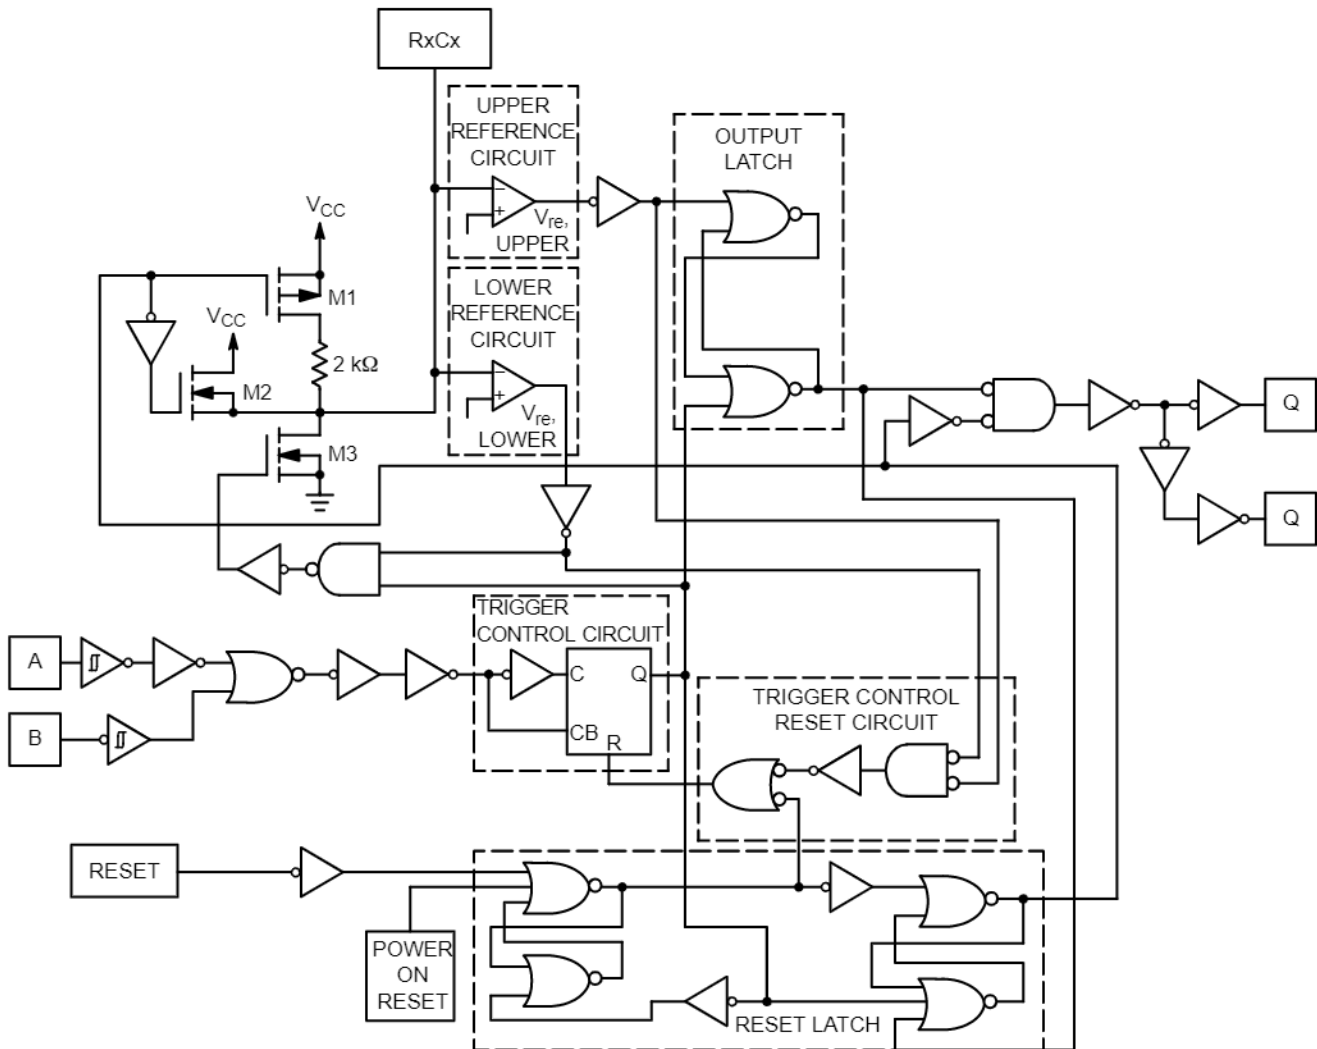 RxCx
UPPER
REFERENCE
CIRCUIT
−
+
Vre,
UPPER
OUTPUT
LATCH
VCC
M1
LOWER
REFERENCE
CIRCUIT
−
+
Vre,
LOWER
VCC
M2
2 kΩ
M3
Q
Q
TRIGGER
CONTROL CIRCUIT
C
Q
CB
R
A
B
TRIGGER CONTROL
RESET CIRCUIT
RESET
POWER
ON
RESET
RESET LATCH